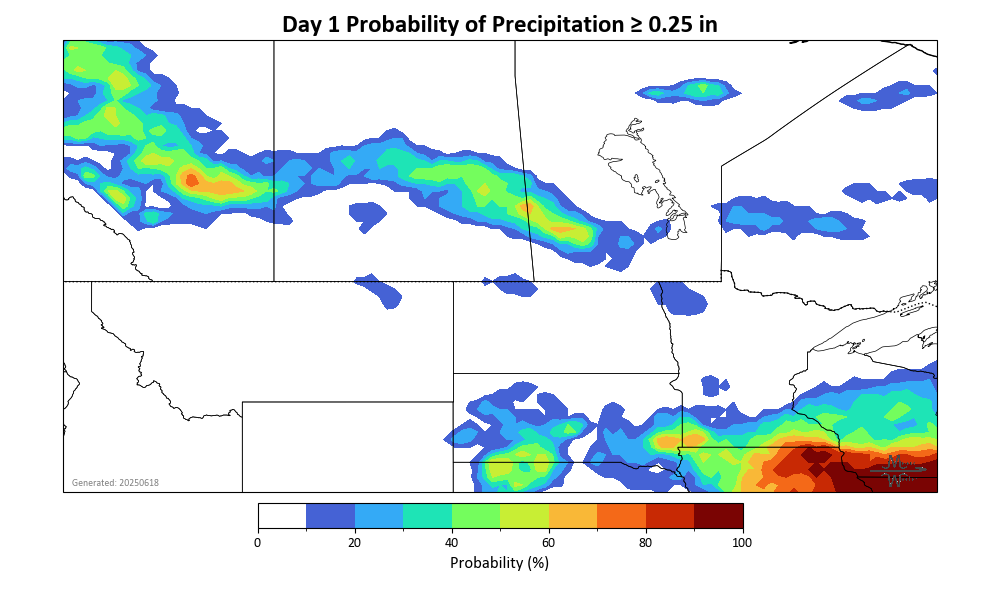 Day 1 Probability of Precipitation ≥ 0.25 in
Generated: 20250618
0 20 40 60 80 100
Probability (%)